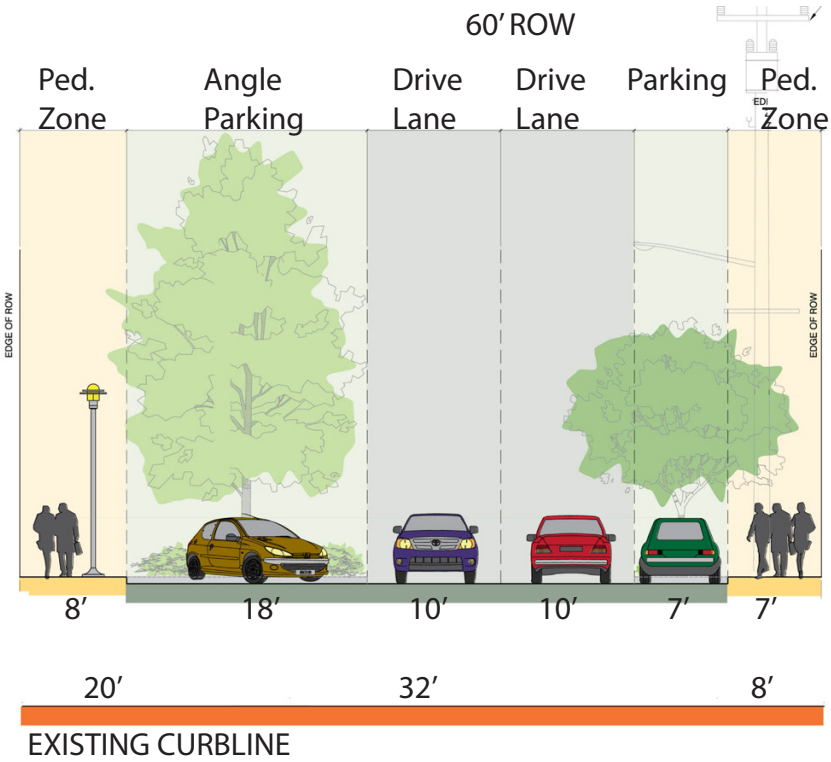 60’ ROW
Ped. Zone
Angle Parking
Drive Lane
Drive Lane
Parking
Ped. Zone
EDI
EDGE OF ROW
EDGE OF ROW
8’
18’
10’
10’
7’
7’
20’
32’
8’
EXISTING CURBLINE